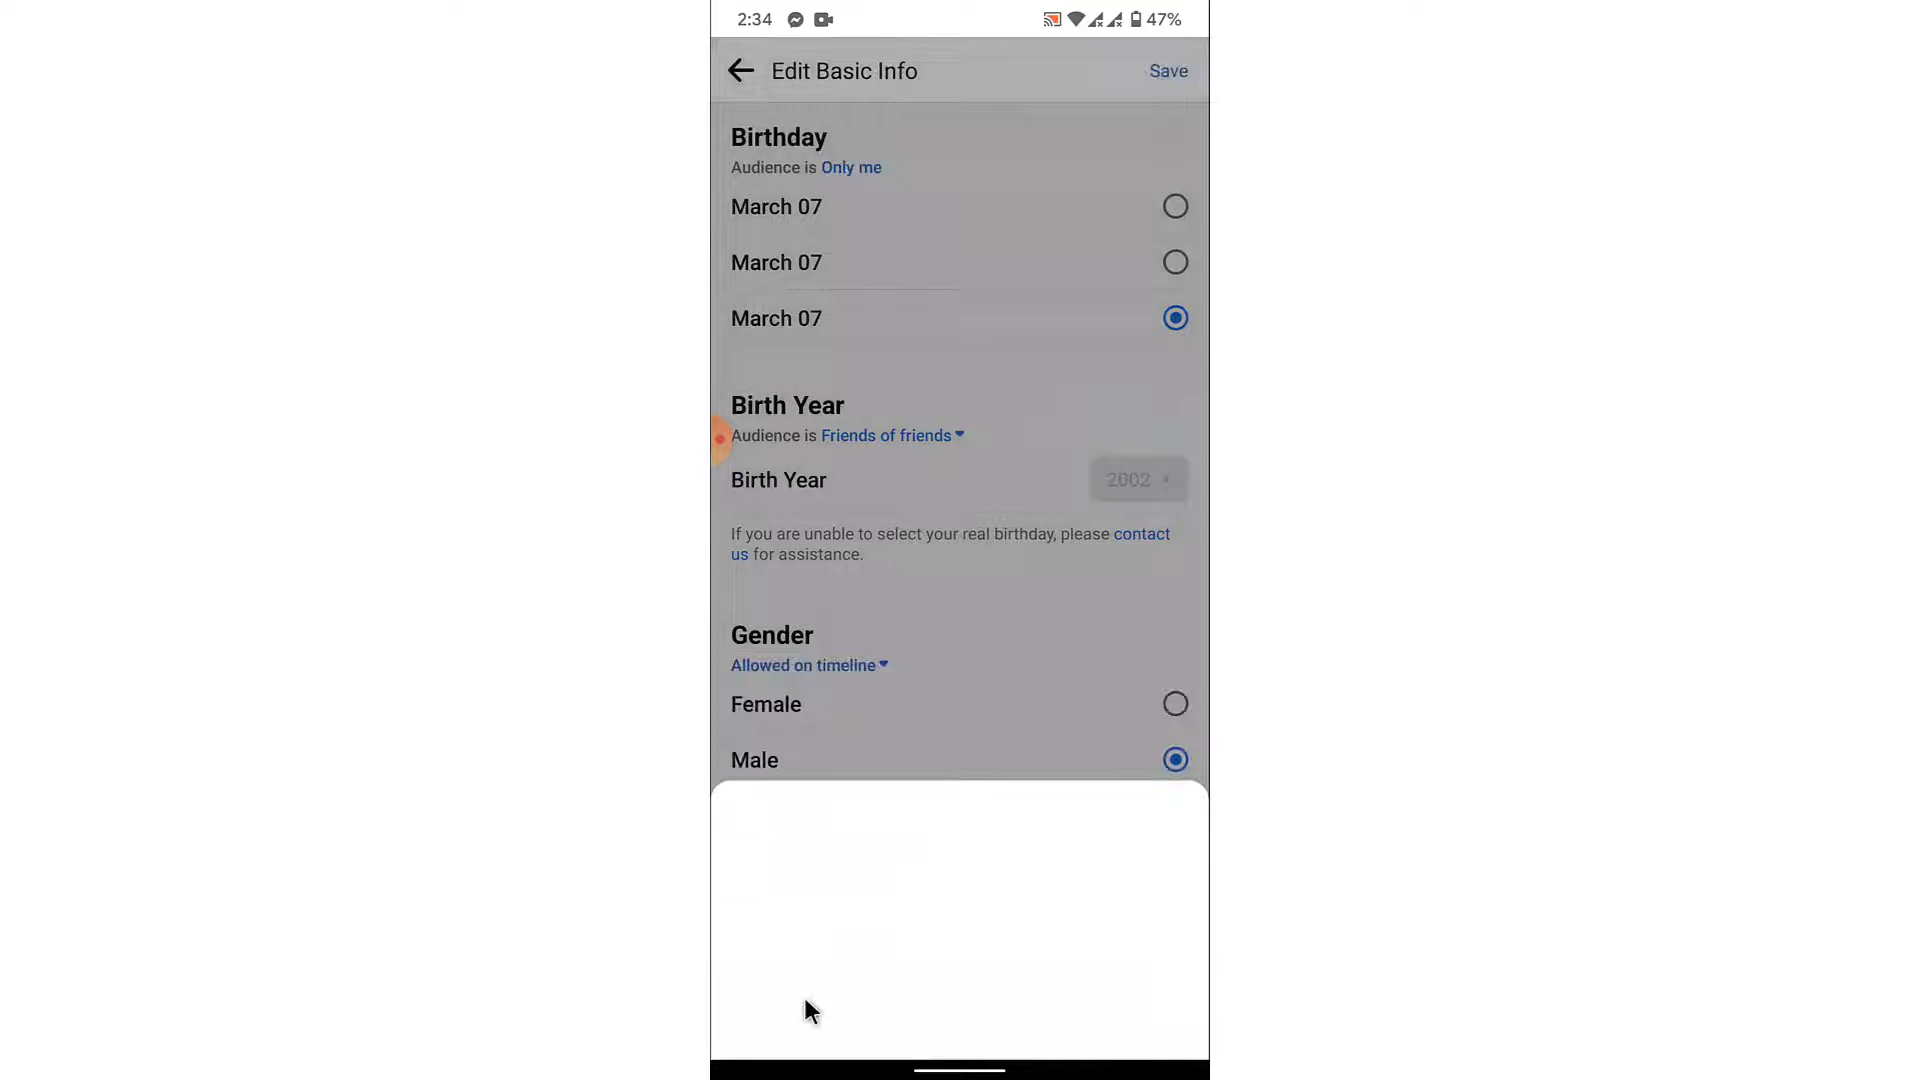 2:34
47%
Edit Basic Info
Save
Birthday
Audience is Only me
March 07
March 07
March 07
Birth Year
Audience is Friends of friends
Birth Year
2002
If you are unable to select your real birthday, please contact
us for assistance.
Gender
Allowed on timeline
Female
Male